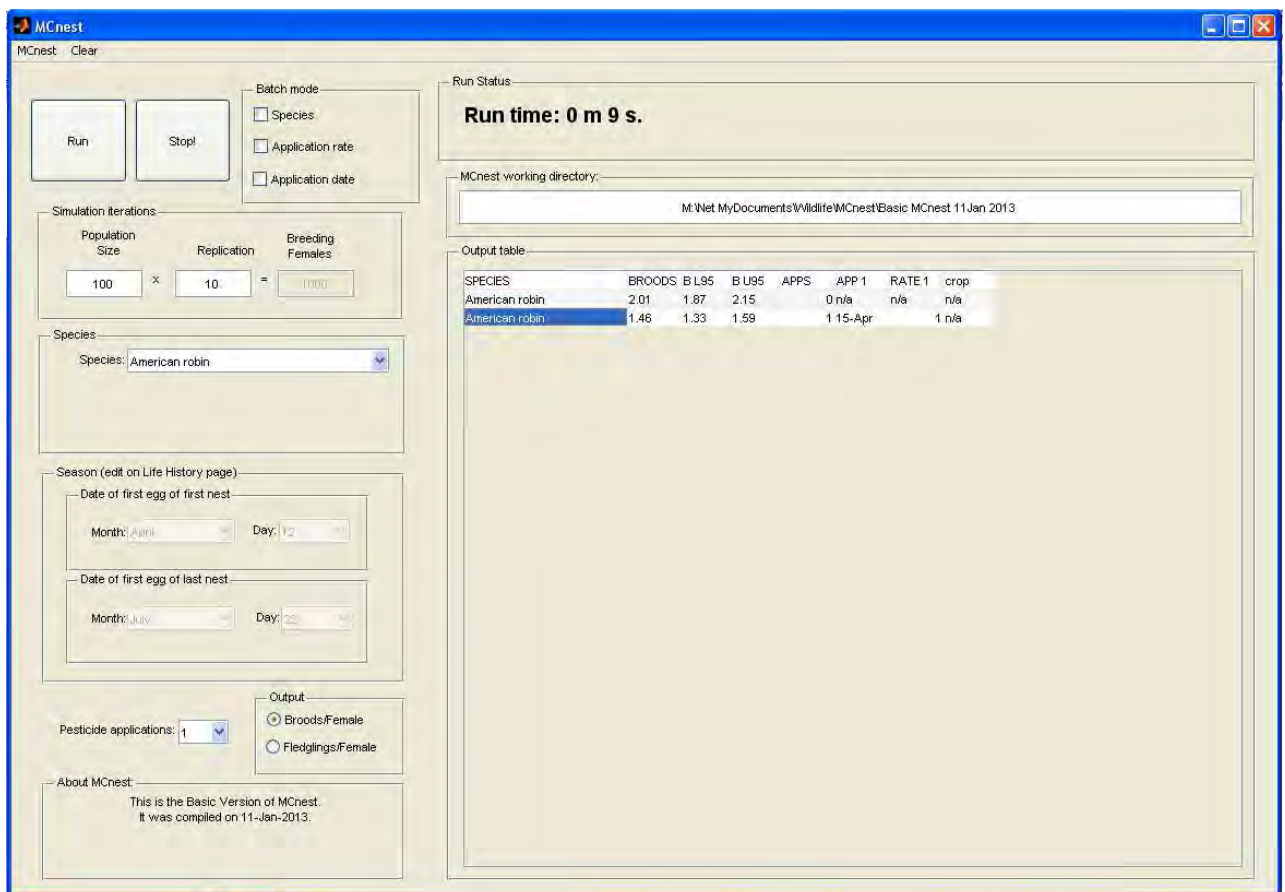 MCnest
MCnest Clear
Run
Stop!
Batch mode
Species
Application rate
Application date
Simulation iterations
Population Size
Replication
Breeding Females
100 x 10 = 1000
Species
Species: American robin
Season (edit on Life History page)
Date of first egg of first nest
Month: April Day: 12
Date of first egg of last nest
Month: July Day:
Pesticide applications: 1
Output
Broods/Female
Fledglings/Female
About MCnest:
This is the Basic Version of MCnest.
It was compiled on 11-Jan-2013.
Run Status
Run time: 0 m 9 s.
MCnest working directory:
M:\Net MyDocuments\Wildlife\MCnest\Basic MCnest 11Jan 2013
Output table
SPECIES BROODS B L95 B U95 APPS APP 1 RATE 1 crop
American robin 2.01 1.87 2.15 0 n/a n/a n/a
American robin 1.46 1.33 1.59 1 15-Apr 1 n/a